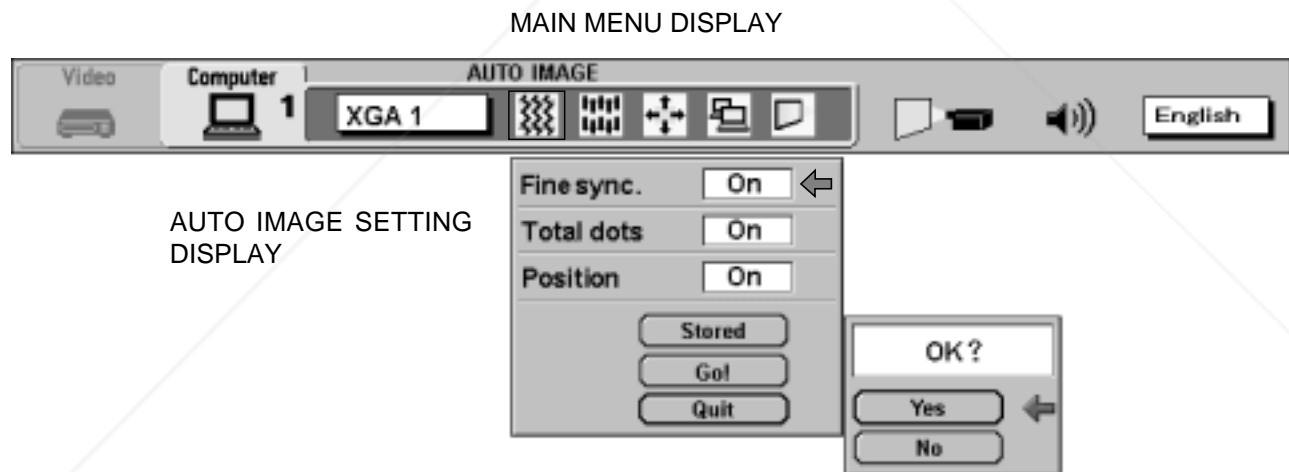 MAIN MENU DISPLAY
Video
Computer
AUTO IMAGE
1
XGA 1
English
AUTO IMAGE SETTING
DISPLAY
Fine sync. On
Total dots On
Position On
Stored
Go!
Quit
OK?
Yes
No